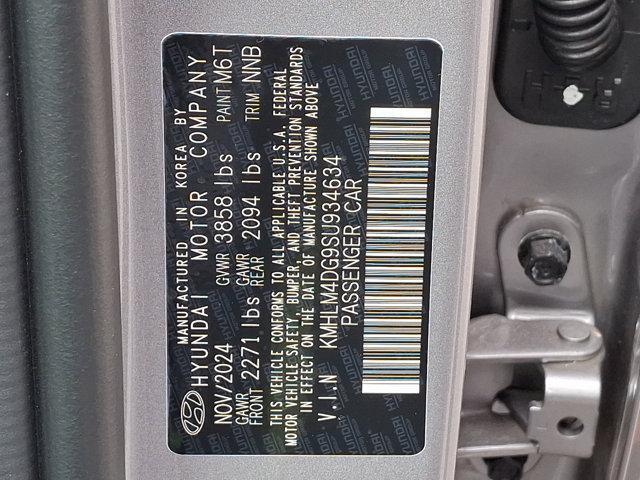 MANUFACTURED IN KOREA BY
HYUNDAI MOTOR COMPANY
NOV/2024 GVWR 3858 lbs PAINT M6T
GAWR FRONT 2271 lbs GAWR REAR 2094 lbs TRIM NNB
THIS VEHICLE CONFORMS TO ALL APPLICABLE U.S.A. FEDERAL
MOTOR VEHICLE SAFETY, BUMPER, AND THEFT PREVENTION STANDARDS
IN EFFECT ON THE DATE OF MANUFACTURE SHOWN ABOVE
V.I.N KMHLM4DG9SU934634
PASSENGER CAR